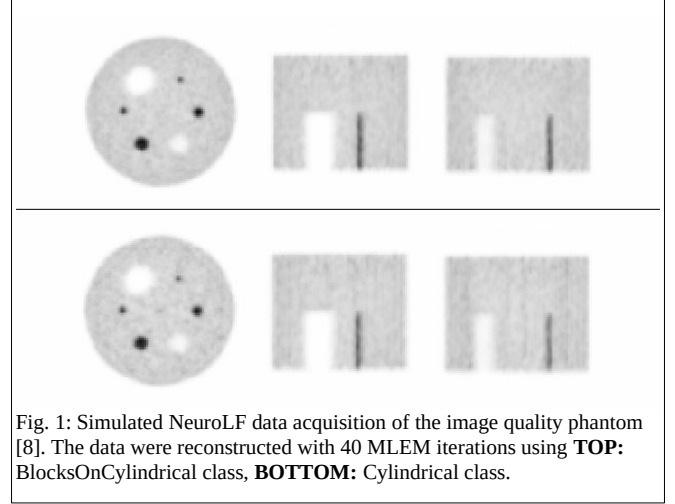 Fig. 1: Simulated NeuroLF data acquisition of the image quality phantom
[8]. The data were reconstructed with 40 MLEM iterations using TOP:
BlocksOnCylindrical class, BOTTOM: Cylindrical class.